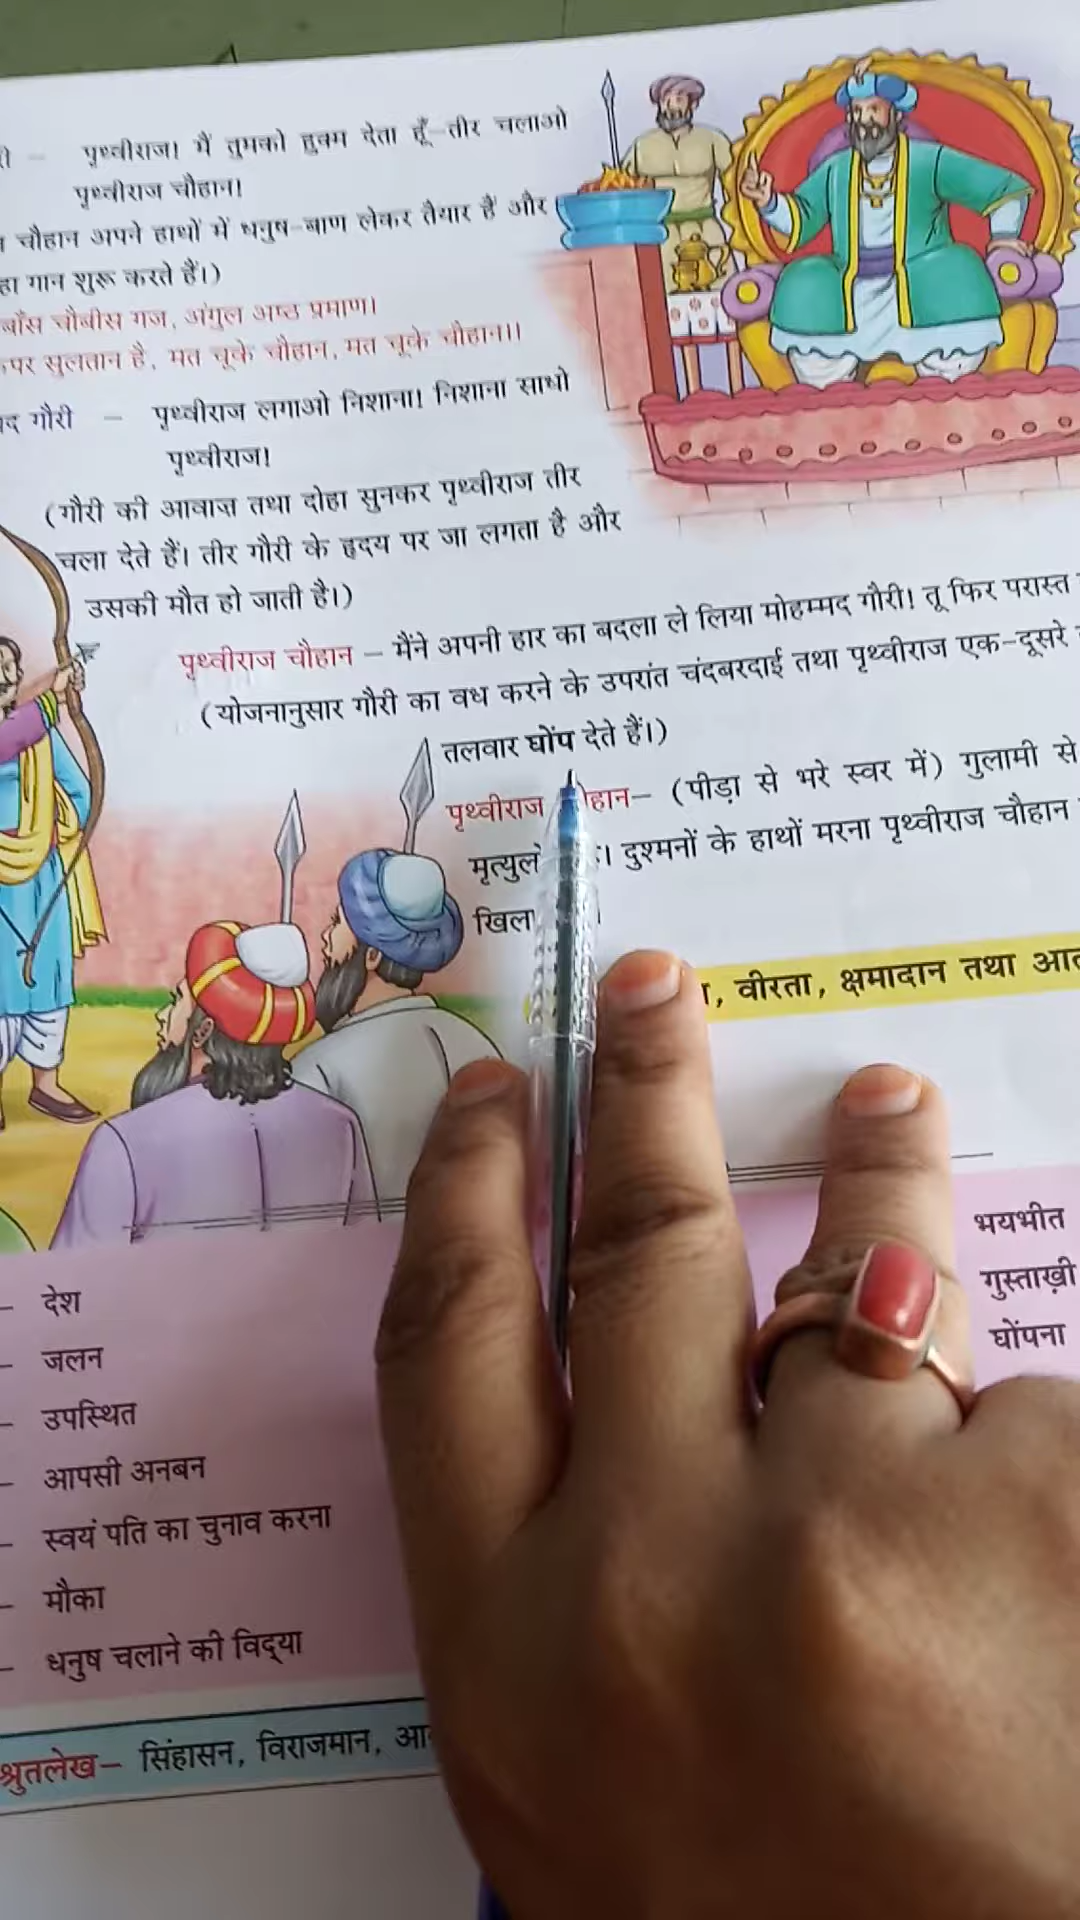 पृथ्वीराज! मैं तुमको हुक्म देता हूँ–तीर चलाओ
पृथ्वीराज चौहान!
चौहान अपने हाथों में धनुष-बाण लेकर तैयार हैं और
गान शुरू करते हैं।)
बाँस चौबीस गज, अंगुल अष्ठ प्रमाण।
सुलतान है, मत चूके चौहान, मत चूके चौहान।।
गौरी – पृथ्वीराज लगाओ निशाना! निशाना साधो
पृथ्वीराज!
(गौरी की आवाज़ तथा दोहा सुनकर पृथ्वीराज तीर
चला देते हैं। तीर गौरी के हृदय पर जा लगता है और
उसकी मौत हो जाती है।)
पृथ्वीराज चौहान – मैंने अपनी हार का बदला ले लिया मोहम्मद गौरी! तू फिर परास्त
(योजनानुसार गौरी का वध करने के उपरांत चंदबरदाई तथा पृथ्वीराज एक-दूसरे
तलवार घोंप देते हैं।)
पृथ्वीराज – (पीड़ा से भरे स्वर में) गुलामी से
दुश्मनों के हाथों मरना पृथ्वीराज चौहान
वीरता, क्षमादान तथा
भयभीत
गुस्ताख़ी
घोंपना
– देश
– जलन
– उपस्थित
– आपसी अनबन
– स्वयं पति का चुनाव करना
– मौका
– धनुष चलाने की विद्‌या
श्रुतलेख– सिंहासन, विराजमान,